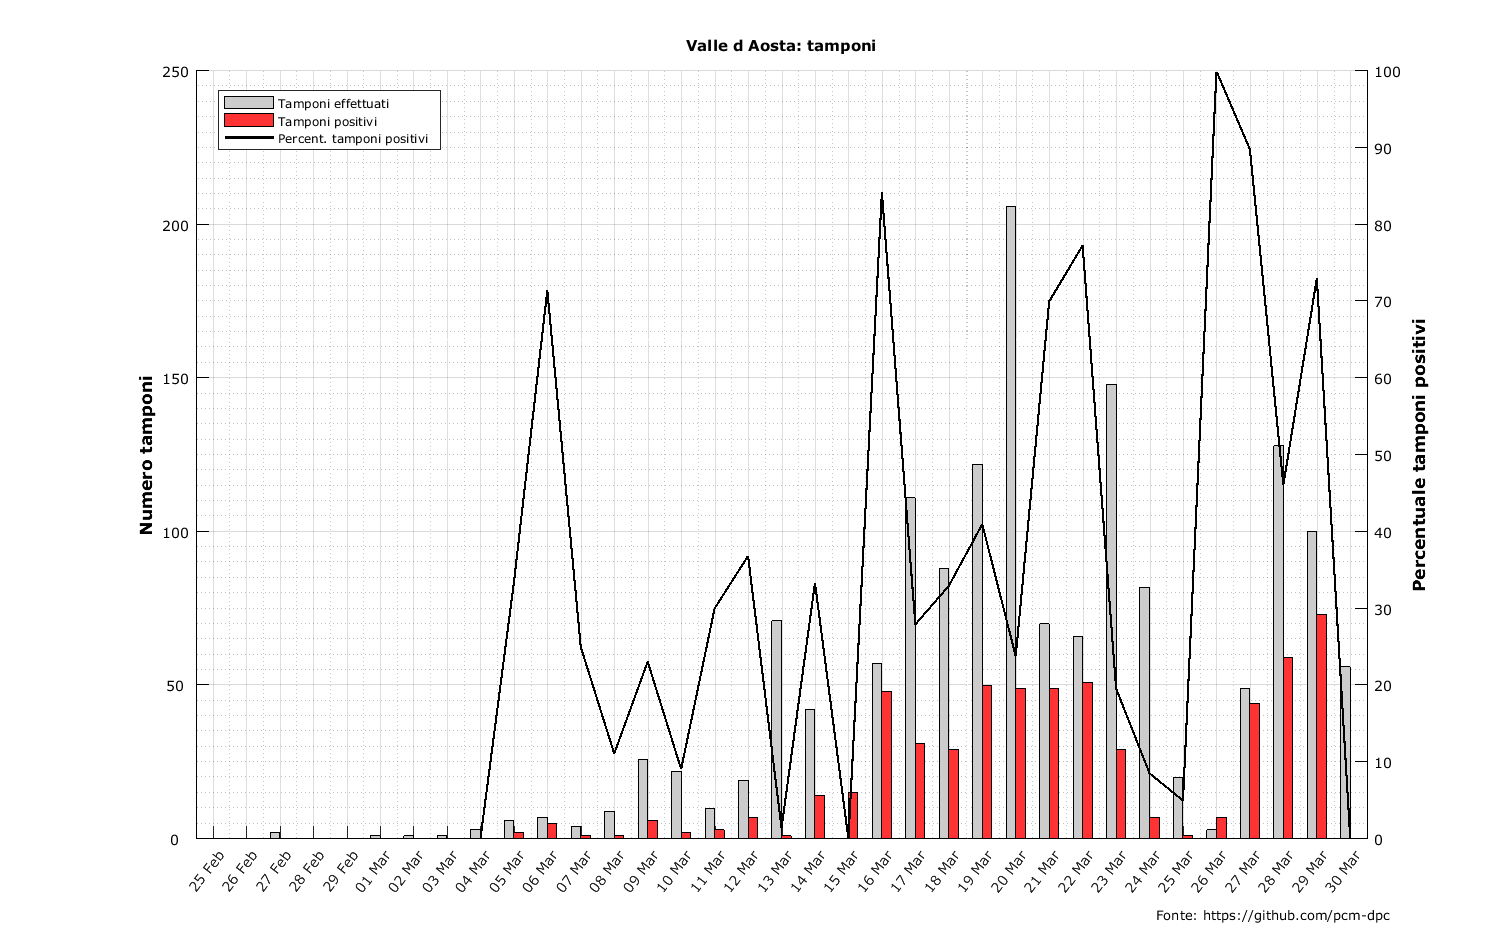 Valle d Aosta: tamponi
Tamponi effettuati
Tamponi positivi
Percent. tamponi positivi
Numero tamponi
250
200
150
100
50
0
Percentuale tamponi positivi
100
90
80
70
60
50
40
30
20
10
0
25 Feb
26 Feb
27 Feb
28 Feb
29 Feb
01 Mar
02 Mar
03 Mar
04 Mar
05 Mar
06 Mar
07 Mar
08 Mar
09 Mar
10 Mar
11 Mar
12 Mar
13 Mar
14 Mar
15 Mar
16 Mar
17 Mar
18 Mar
19 Mar
20 Mar
21 Mar
22 Mar
23 Mar
24 Mar
25 Mar
26 Mar
27 Mar
28 Mar
29 Mar
30 Mar
Fonte: https://github.com/pcm-dpc